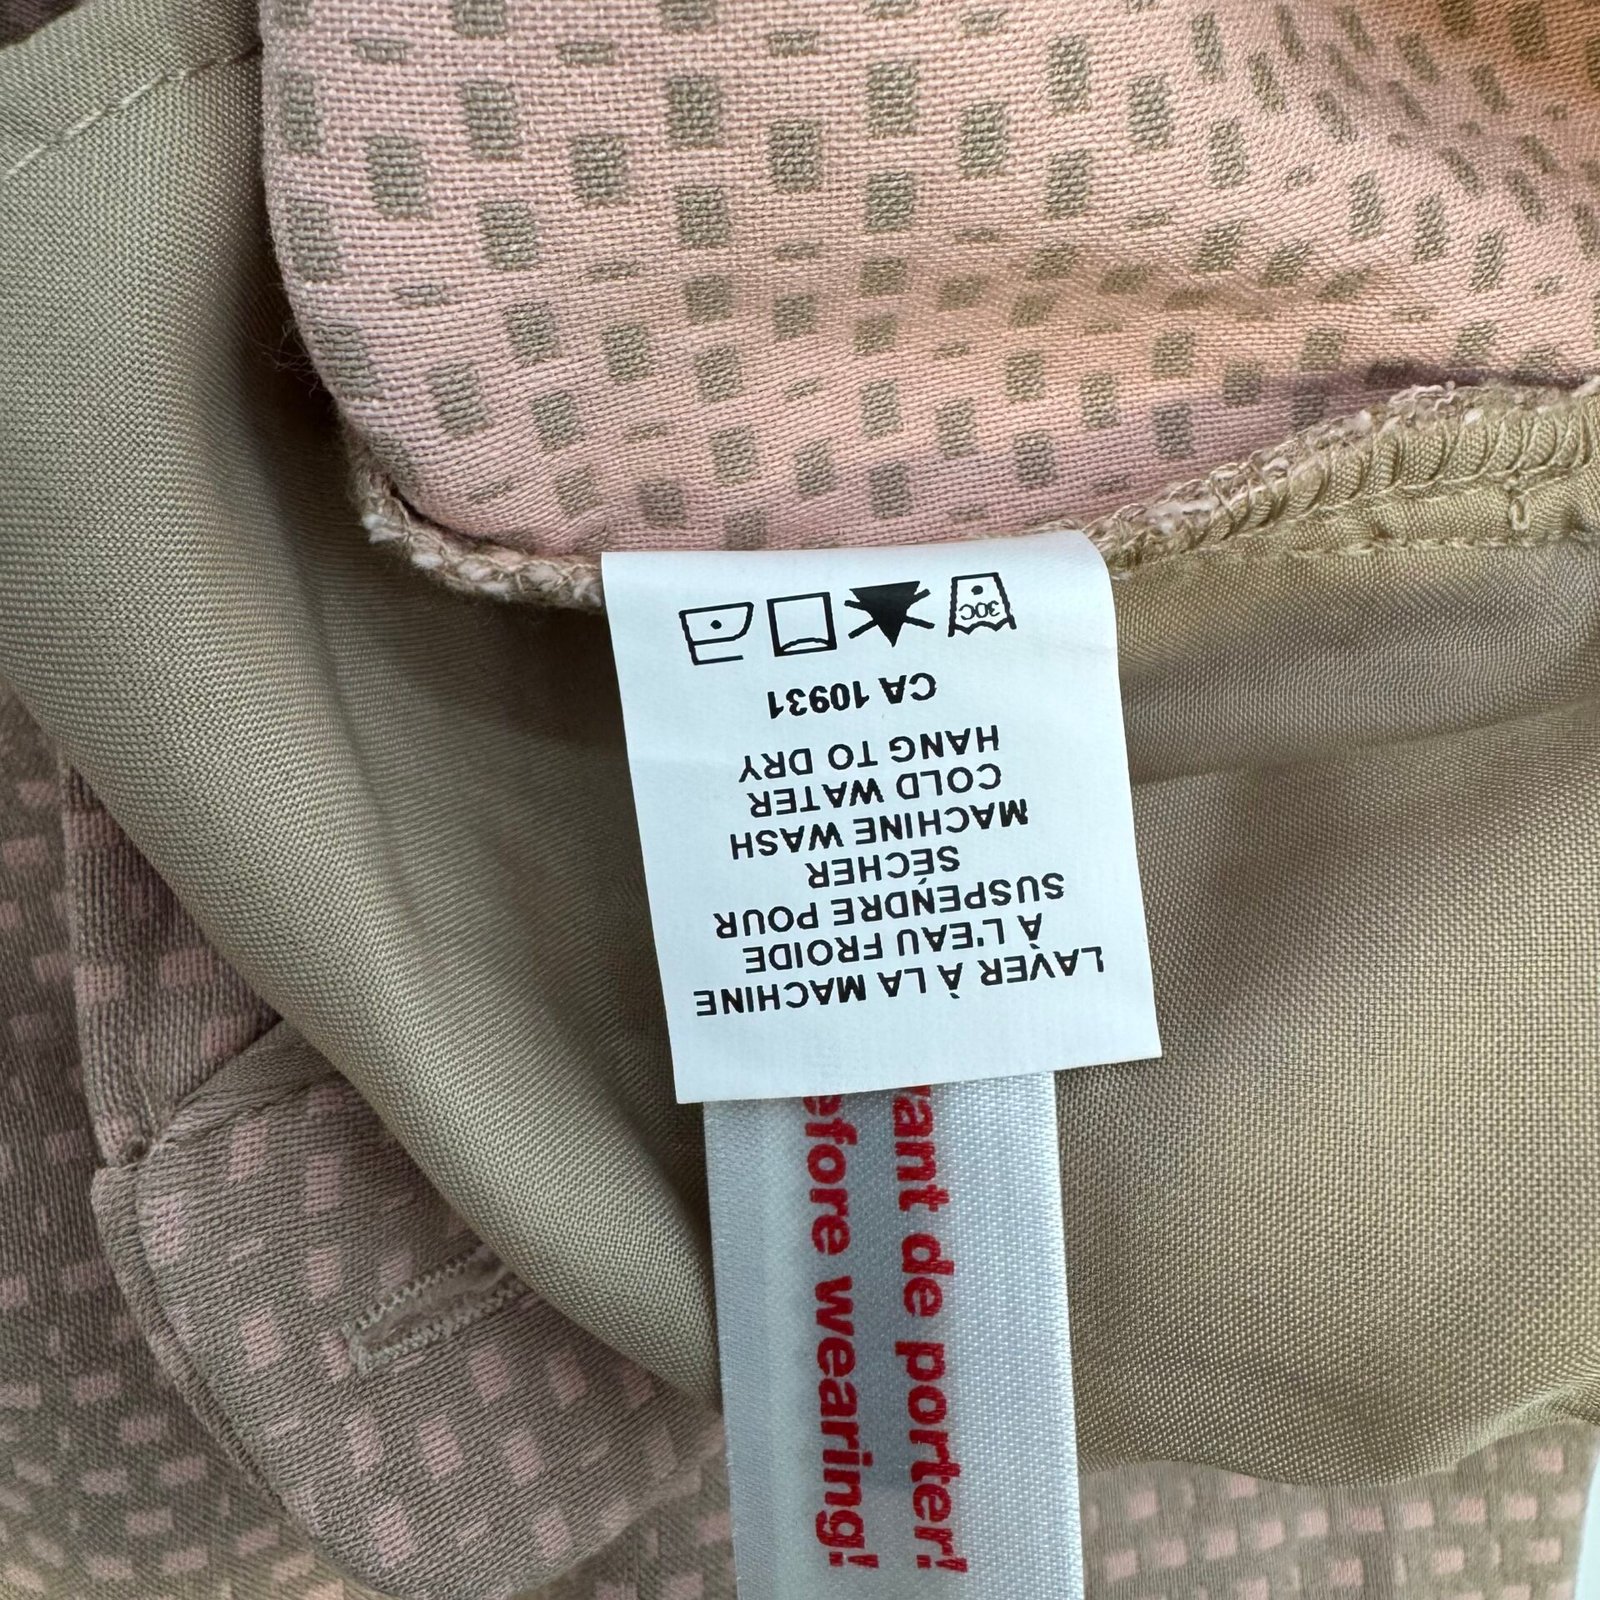 LAVER À LA MACHINE
À L'EAU FROIDE
SUSPENDRE POUR
SÉCHER
MACHINE WASH
COLD WATER
HANG TO DRY
CA 10931
30C
vant de porter!
efore wearing!